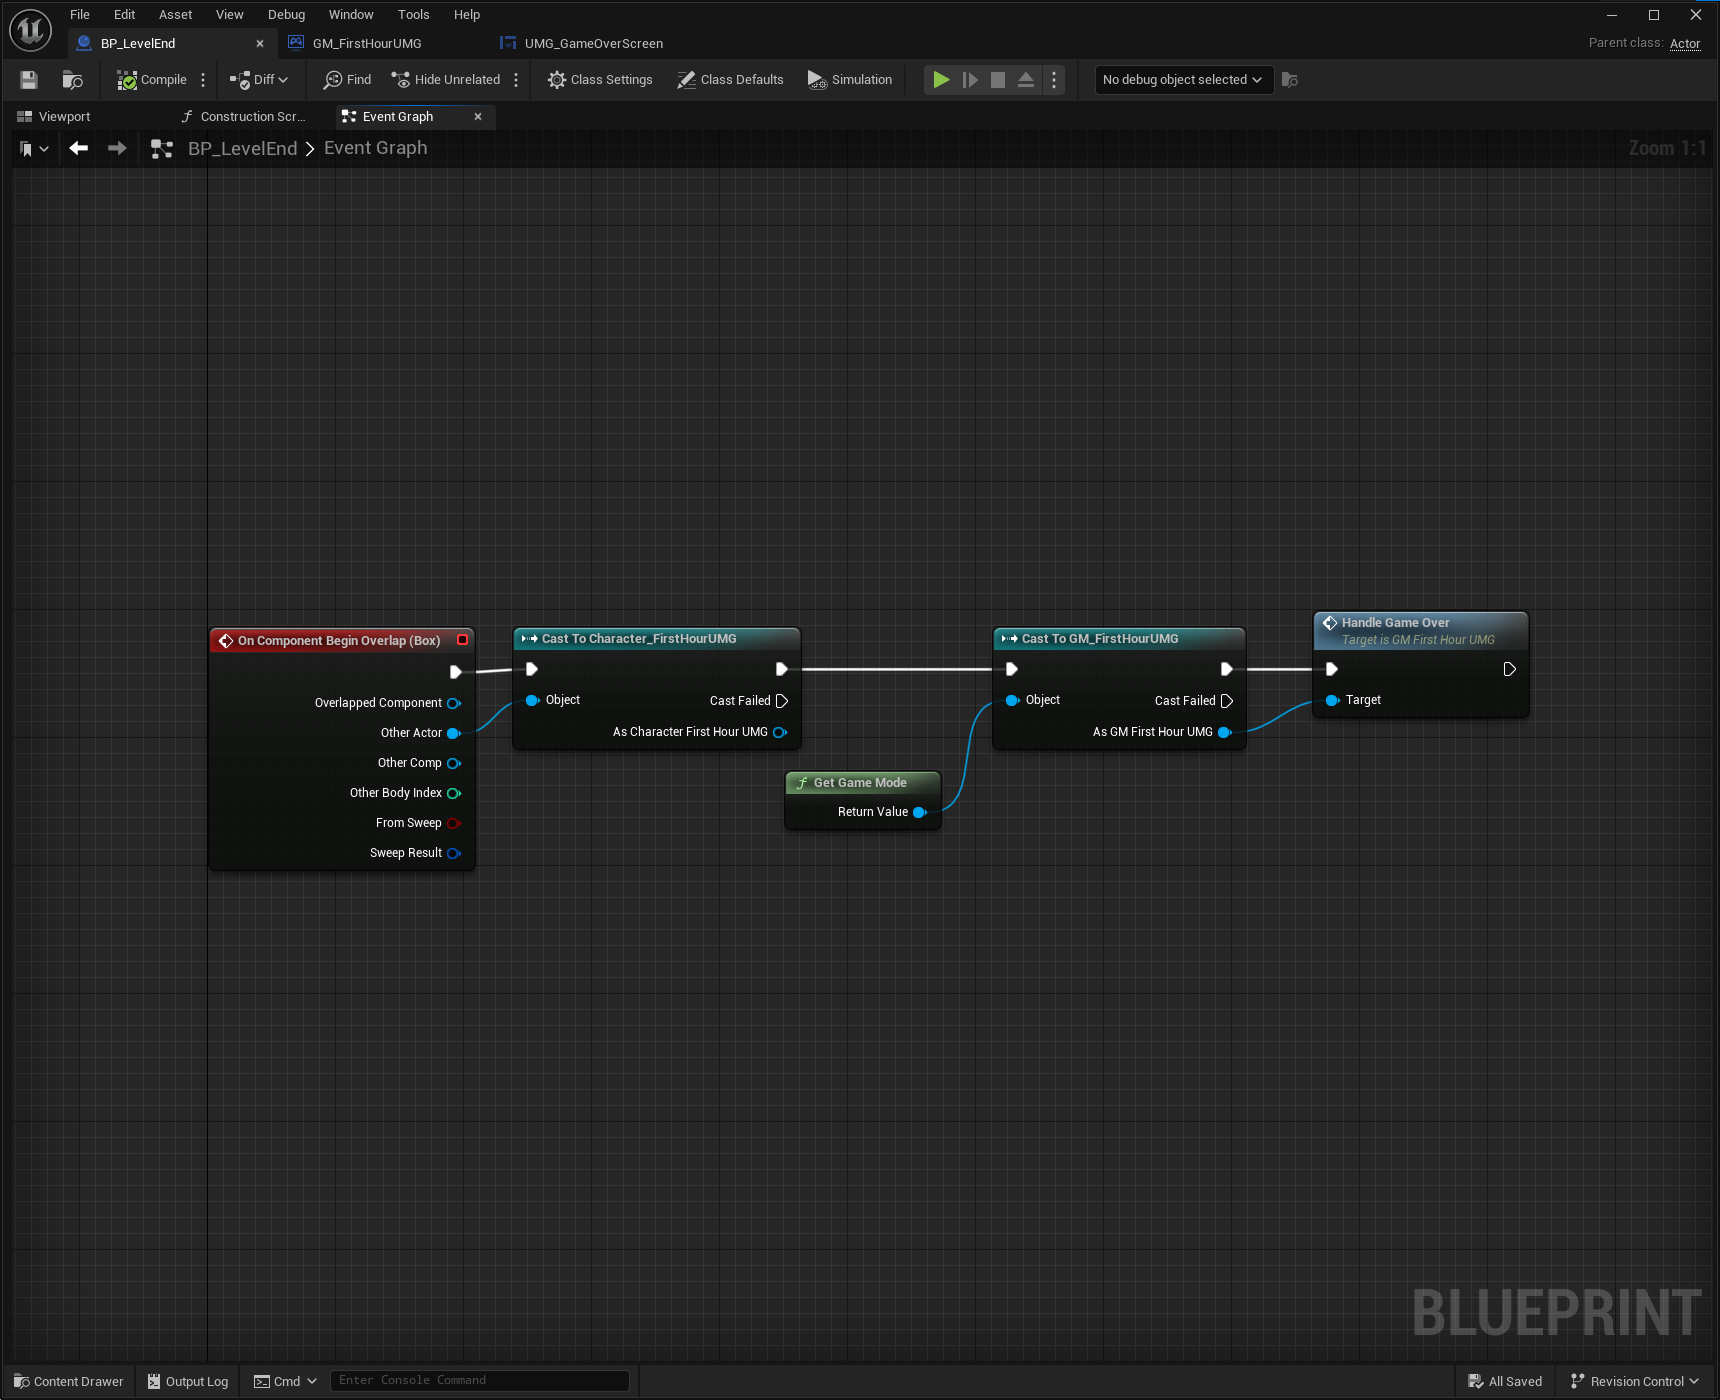 File Edit Asset View Debug Window Tools Help
BP_LevelEnd GM_FirstHourUMG UMG_GameOverScreen Parent class: Actor
Compile Diff Find Hide Unrelated Class Settings Class Defaults Simulation No debug object selected
Viewport Construction Scr... Event Graph
BP_LevelEnd Event Graph Zoom 1:1
On Component Begin Overlap (Box)
Overlapped Component
Other Actor
Other Comp
Other Body Index
From Sweep
Sweep Result
Cast To Character_FirstHourUMG
Object Cast Failed
As Character First Hour UMG
Get Game Mode
Return Value
Cast To GM_FirstHourUMG
Object Cast Failed
As GM First Hour UMG
Handle Game Over
Target is GM First Hour UMG
Target
BLUEPRINT
Content Drawer Output Log Cmd Enter Console Command All Saved Revision Control